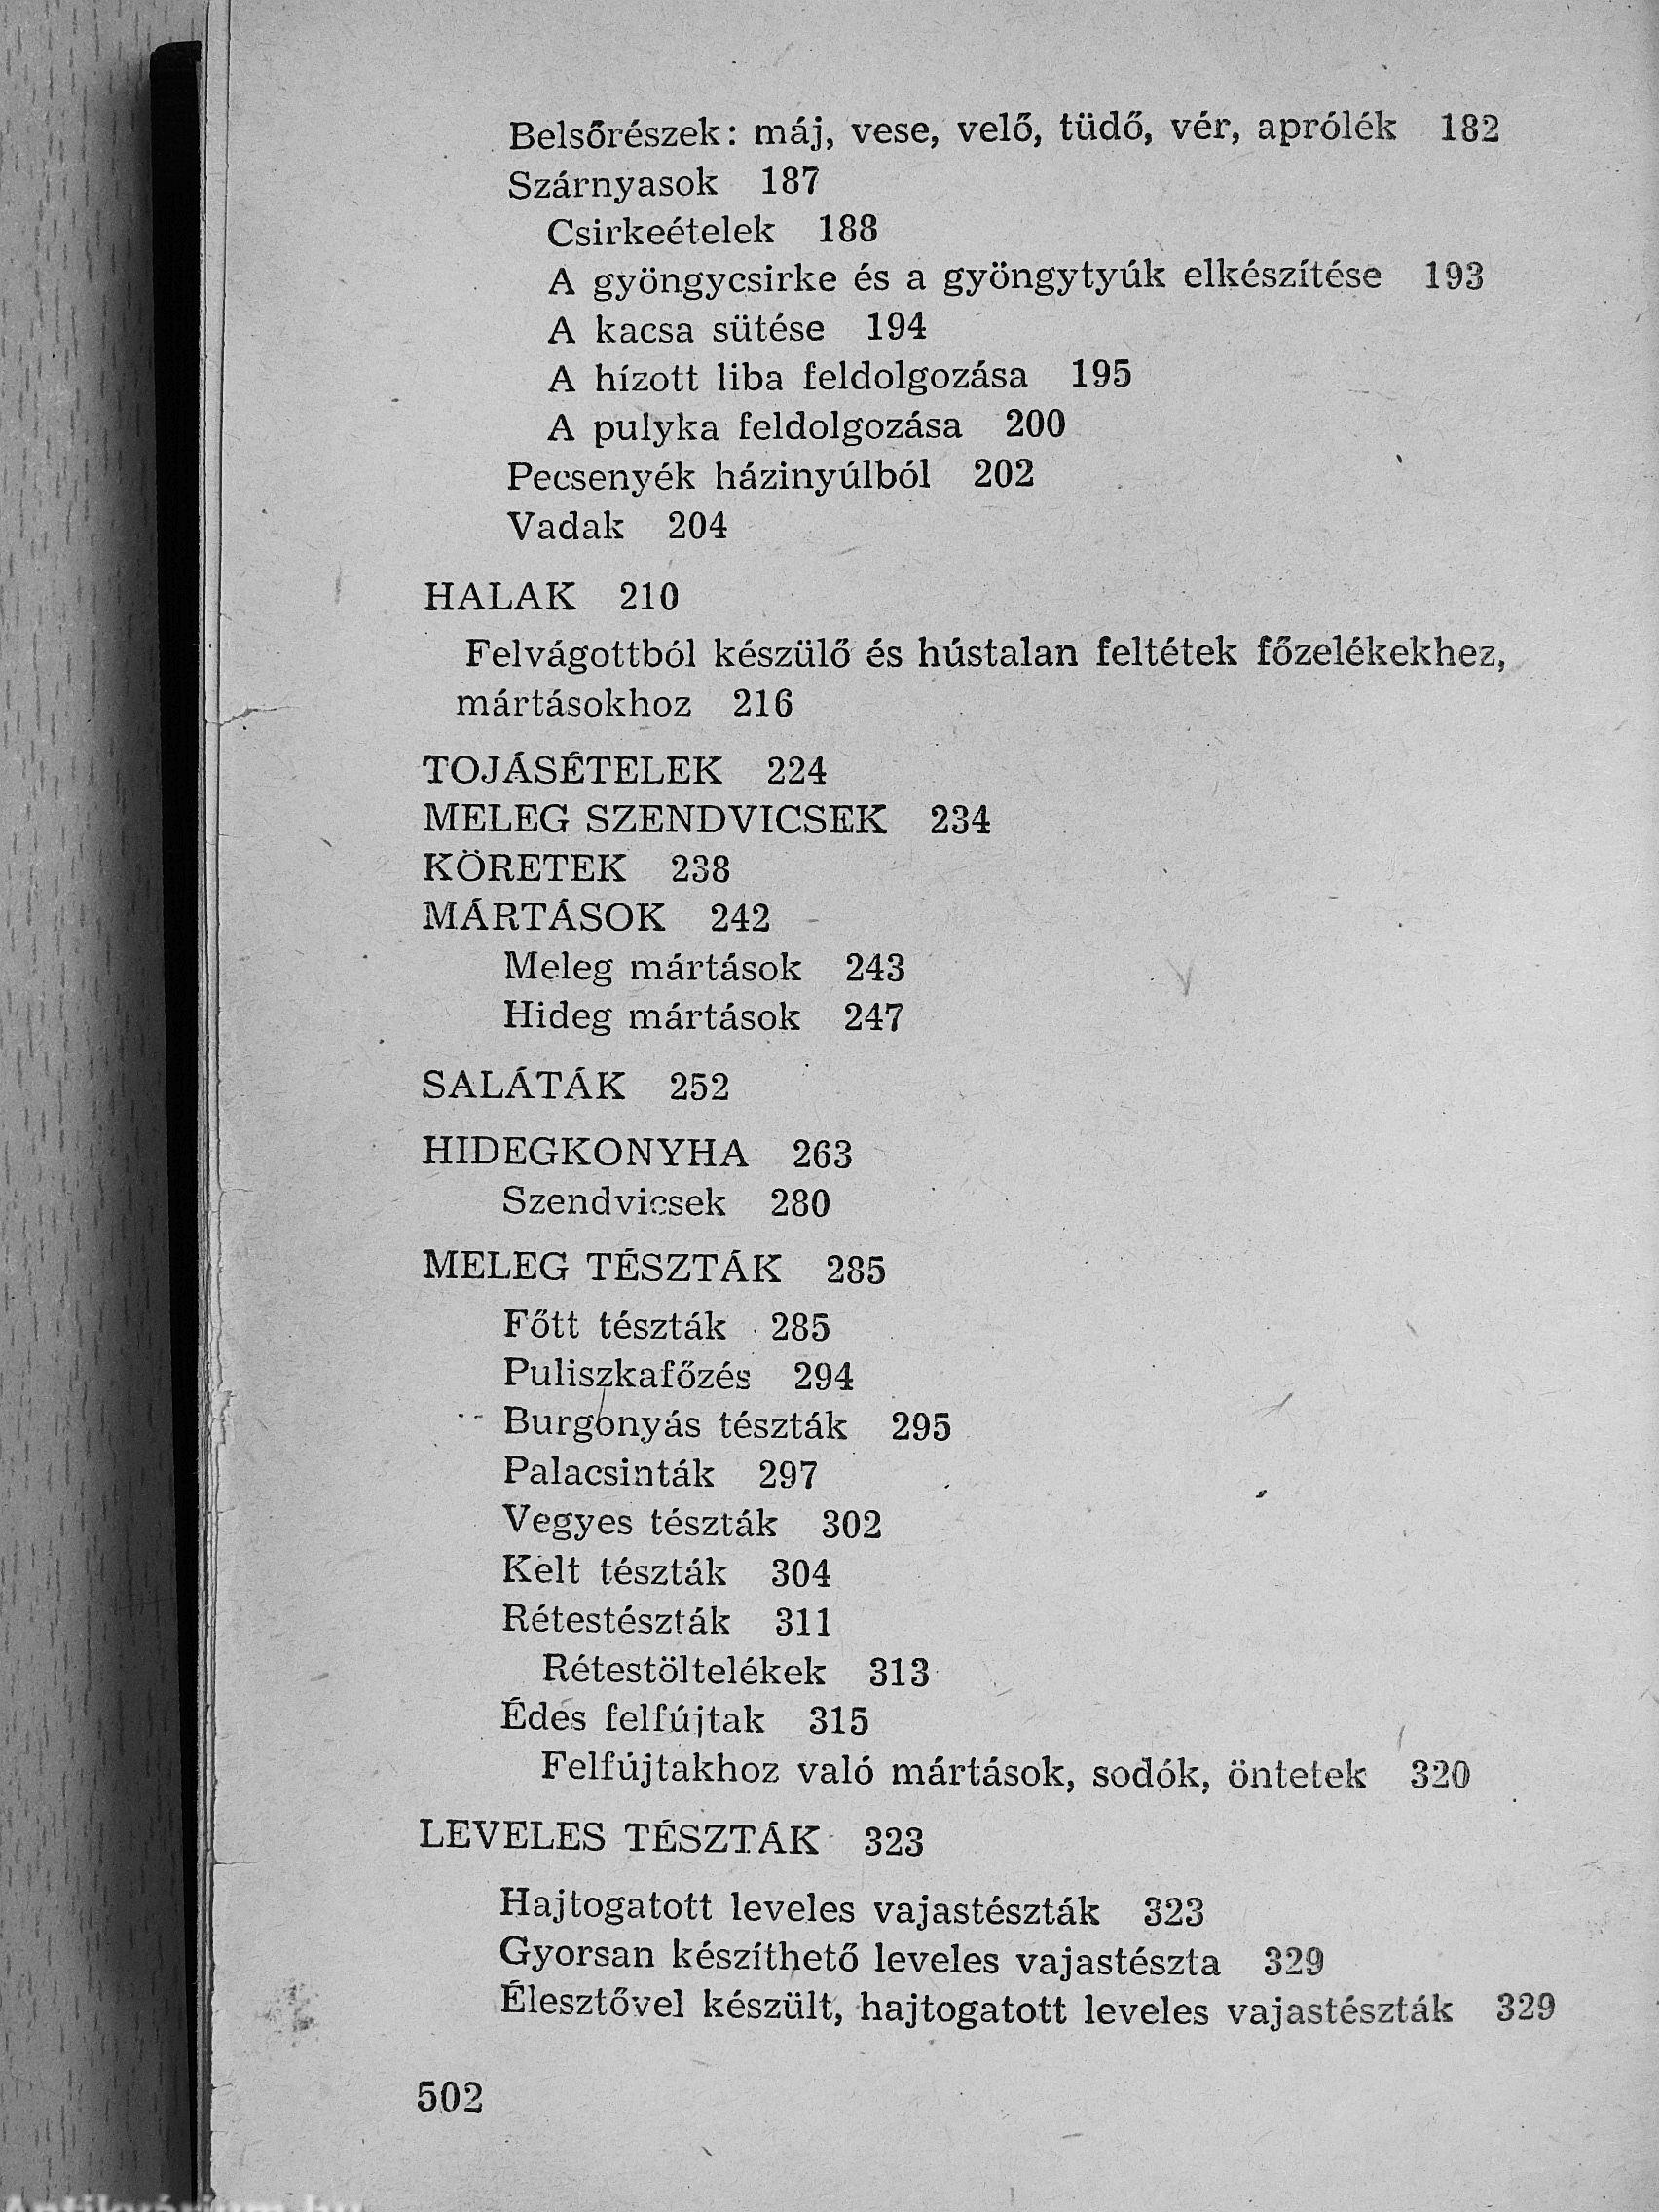 Belsőrészek: máj, vese, velő, tüdő, vér, aprólék 182
Szárnyasok 187
Csirkeételek 188
A gyöngycsirke és a gyöngytyúk elkészítése 193
A kacsa sütése 194
A hízott liba feldolgozása 195
A pulyka feldolgozása 200
Pecsenyék házinyúlból 202
Vadak 204
HALAK 210
Felvágottból készülő és hústalan feltétek főzelékekhez,
mártásokhoz 216
TOJÁSÉTELEK 224
MELEG SZENDVICSEK 234
KÖRETEK 238
MÁRTÁSOK 242
Meleg mártások 243
Hideg mártások 247
SALÁTÁK 252
HIDEGKONYHA 263
Szendvicsek 280
MELEG TÉSZTÁK 285
Főtt tészták 285
Puliszkafőzés 294
Burgonyás tészták 295
Palacsinták 297
Vegyes tészták 302
Kelt tészták 304
Rétestészták 311
Rétestöltelékek 313
Édes felfújtak 315
Felfújtakhoz való mártások, sodók, öntetek 320
LEVELES TÉSZTÁK 323
Hajtogatott leveles vajastészták 323
Gyorsan készíthető leveles vajastészta 329
Élesztővel készült, hajtogatott leveles vajastészták 329
502